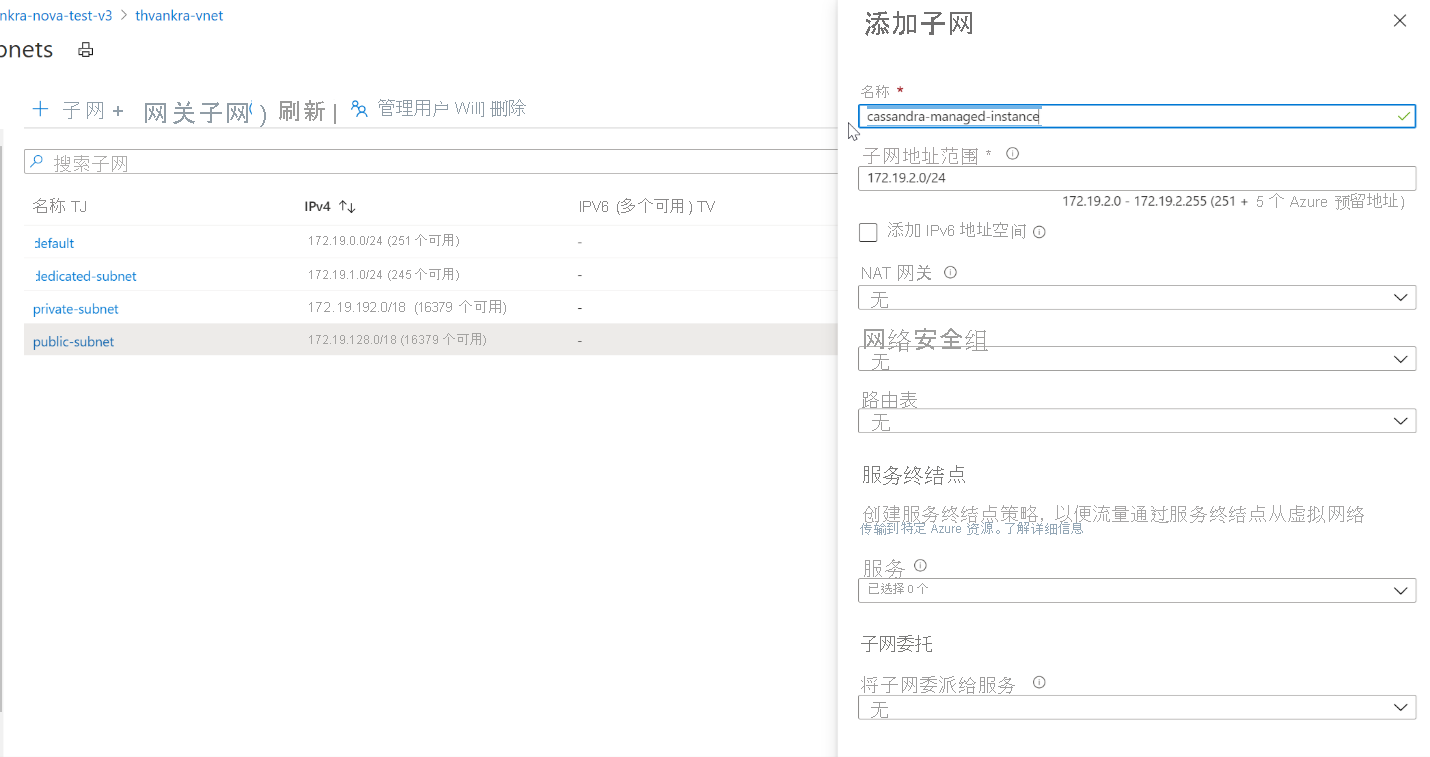 nkra-nova-test-v3 > thvankra-vnet
bnets
+ 子网 + 网关子网 ) 刷新 | 管理用户 Will] 删除
搜索子网
名称 TJ IPv4 ↑↓ IPV6 (多个可用) TV
default 172.19.0.0/24 (251 个可用) -
dedicated-subnet 172.19.1.0/24 (245 个可用) -
private-subnet 172.19.192.0/18 (16379 个可用) -
public-subnet 172.19.128.0/18 (16379 个可用) -
添加子网
名称 *
cassandra-managed-instance
子网地址范围 *
172.19.2.0/24
172.19.2.0 - 172.19.2.255 (251 + 5 个 Azure 预留地址)
添加 IPv6 地址空间
NAT 网关
无
网络安全组
无
路由表
无
服务终结点
创建服务终结点策略, 以便流量通过服务终结点从虚拟网络
传输到特定 Azure 资源。了解详细信息
服务
已选择 0 个
子网委托
将子网委派给服务
无